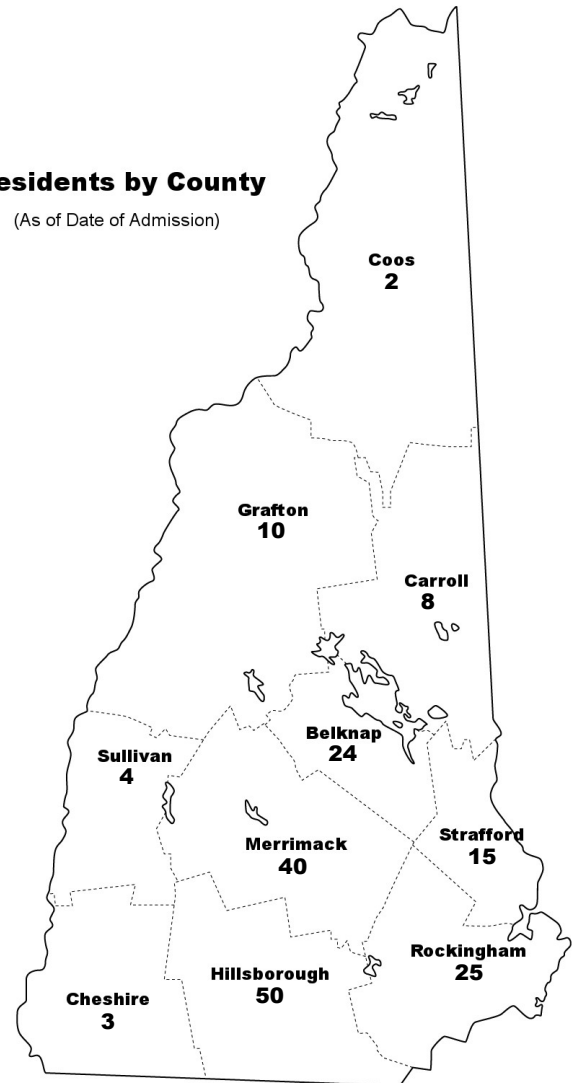 esidents by County
(As of Date of Admission)
Coos
2
Grafton
10
Carroll
8
Belknap
24
Sullivan
4
Strafford
15
Merrimack
40
Rockingham
25
Hillsborough
50
Cheshire
3